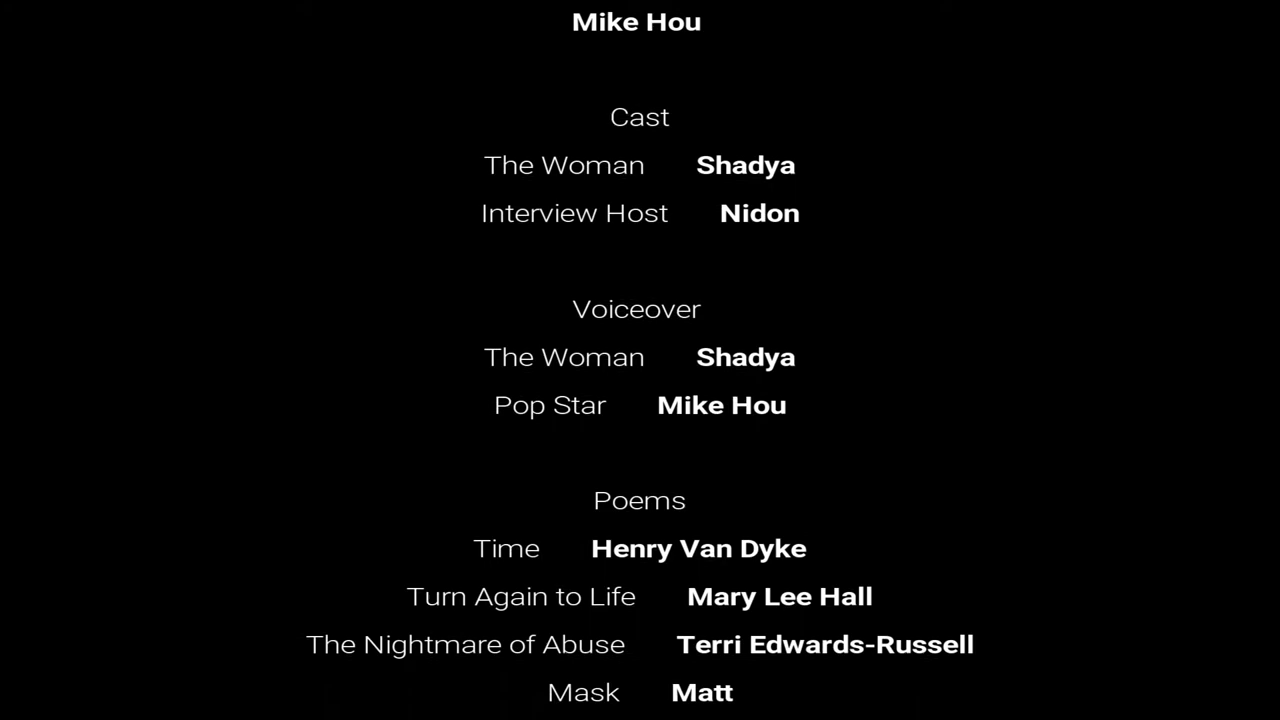 Mike Hou
Cast
The Woman Shadya
Interview Host Nidon
Voiceover
The Woman Shadya
Pop Star Mike Hou
Poems
Time Henry Van Dyke
Turn Again to Life Mary Lee Hall
The Nightmare of Abuse Terri Edwards-Russell
Mask Matt